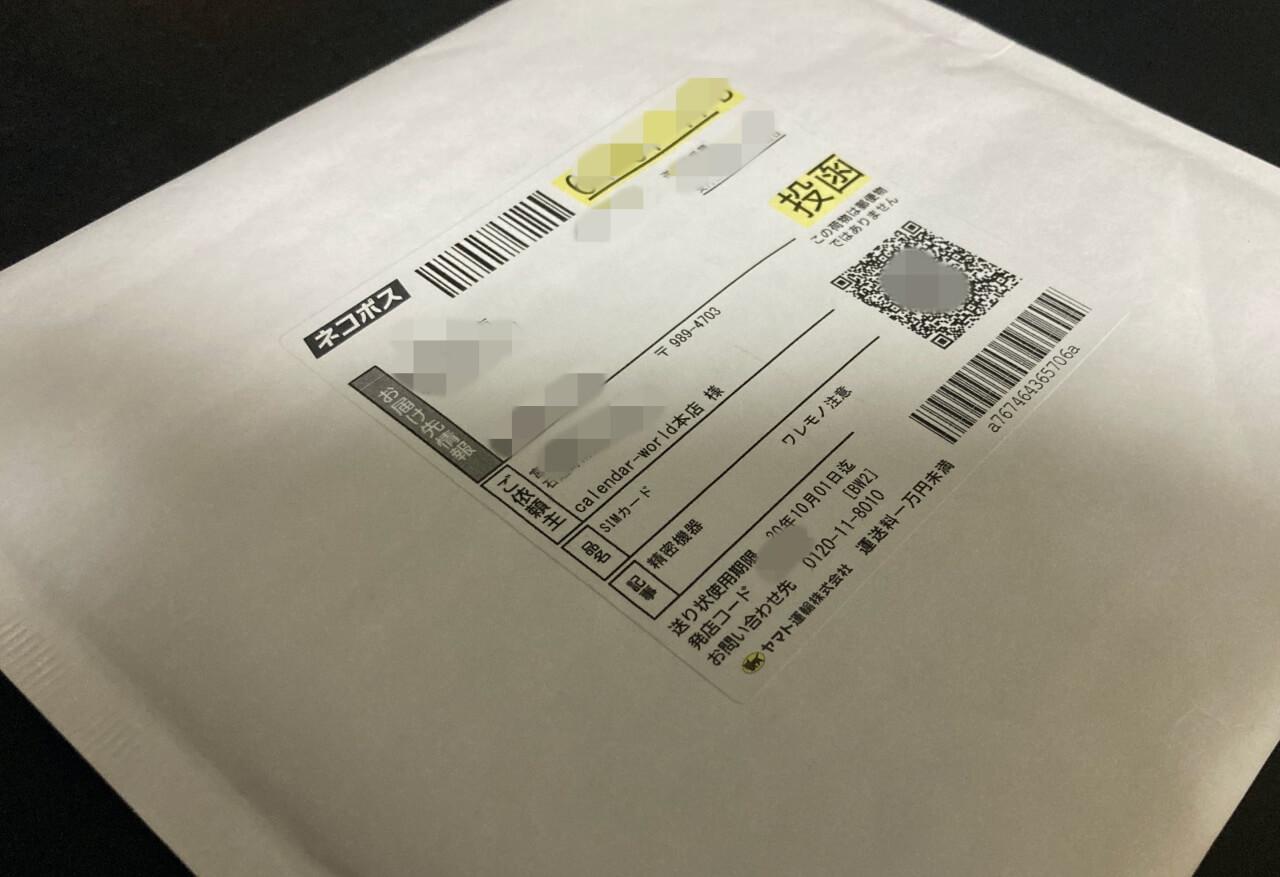 ネコポス
投函
この荷物は郵便物
ではありません
お届け先情報
〒989-4703
ご依頼主
calendar-world本店 様
品名
SIMカード
ワレモノ注意
記事
精密機器
a767464365706a
送り状使用期限 20年10月01日迄
発店コード [BW2]
お問い合わせ先 0120-11-8010
ヤマト運輸株式会社 運送料一万円未満